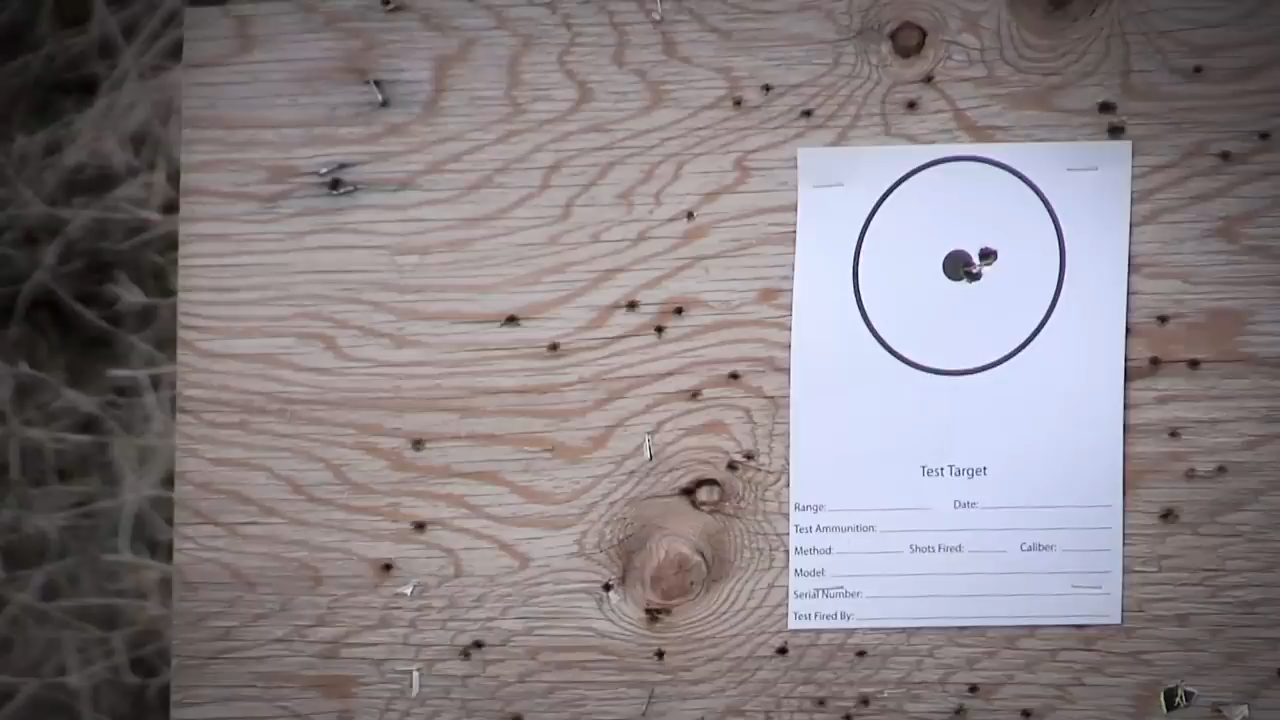 Test Target
Range: Date:
Test Ammunition:
Method: Shots Fired: Caliber:
Model:
Serial Number:
Test Fired By: